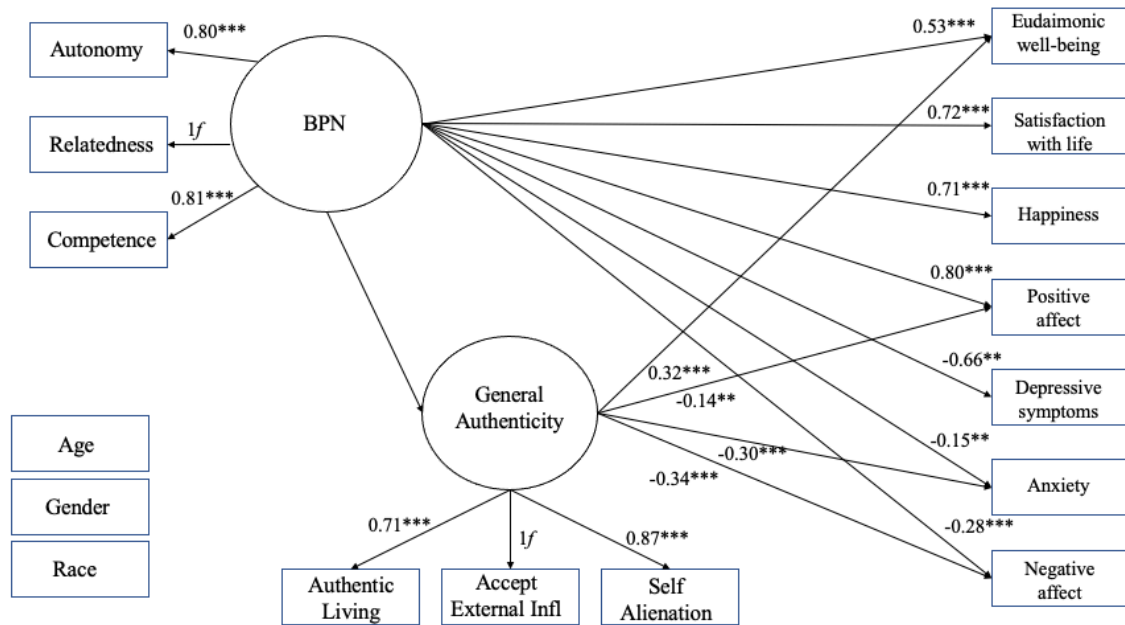 Autonomy
0.80***
Relatedness
1f
Competence
0.81***
BPN
0.53***
Eudaimonic
well-being
0.72***
Satisfaction
with life
0.71***
Happiness
0.80***
Positive
affect
-0.66**
Depressive
symptoms
-0.15**
Anxiety
-0.28***
Negative
affect
General
Authenticity
0.32***
-0.14**
-0.30***
-0.34***
Age
Gender
Race
0.71***
1f
0.87***
Authentic
Living
Accept
External Infl
Self
Alienation